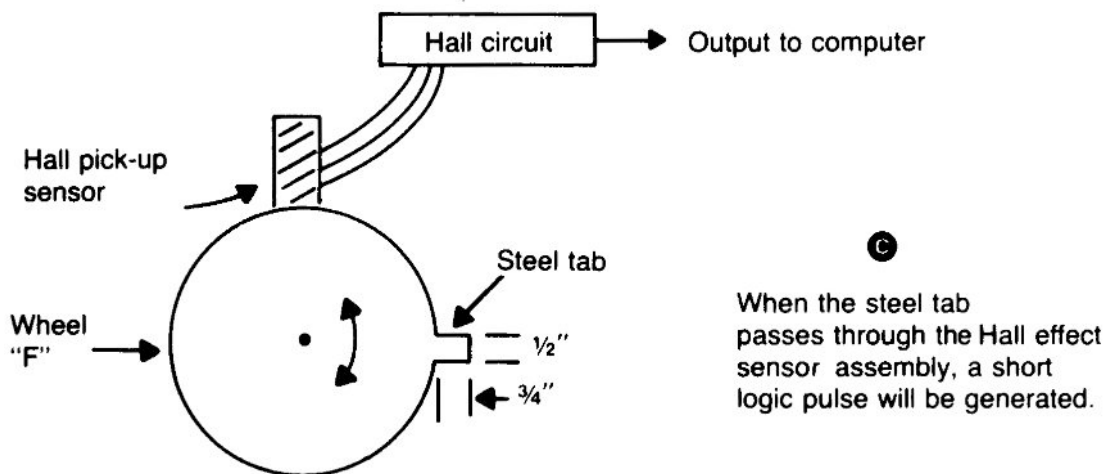 Hall circuit
Output to computer
Hall pick-up
sensor
Steel tab
Wheel
"F"
½"
¾"
C
When the steel tab
passes through the Hall effect
sensor assembly, a short
logic pulse will be generated.